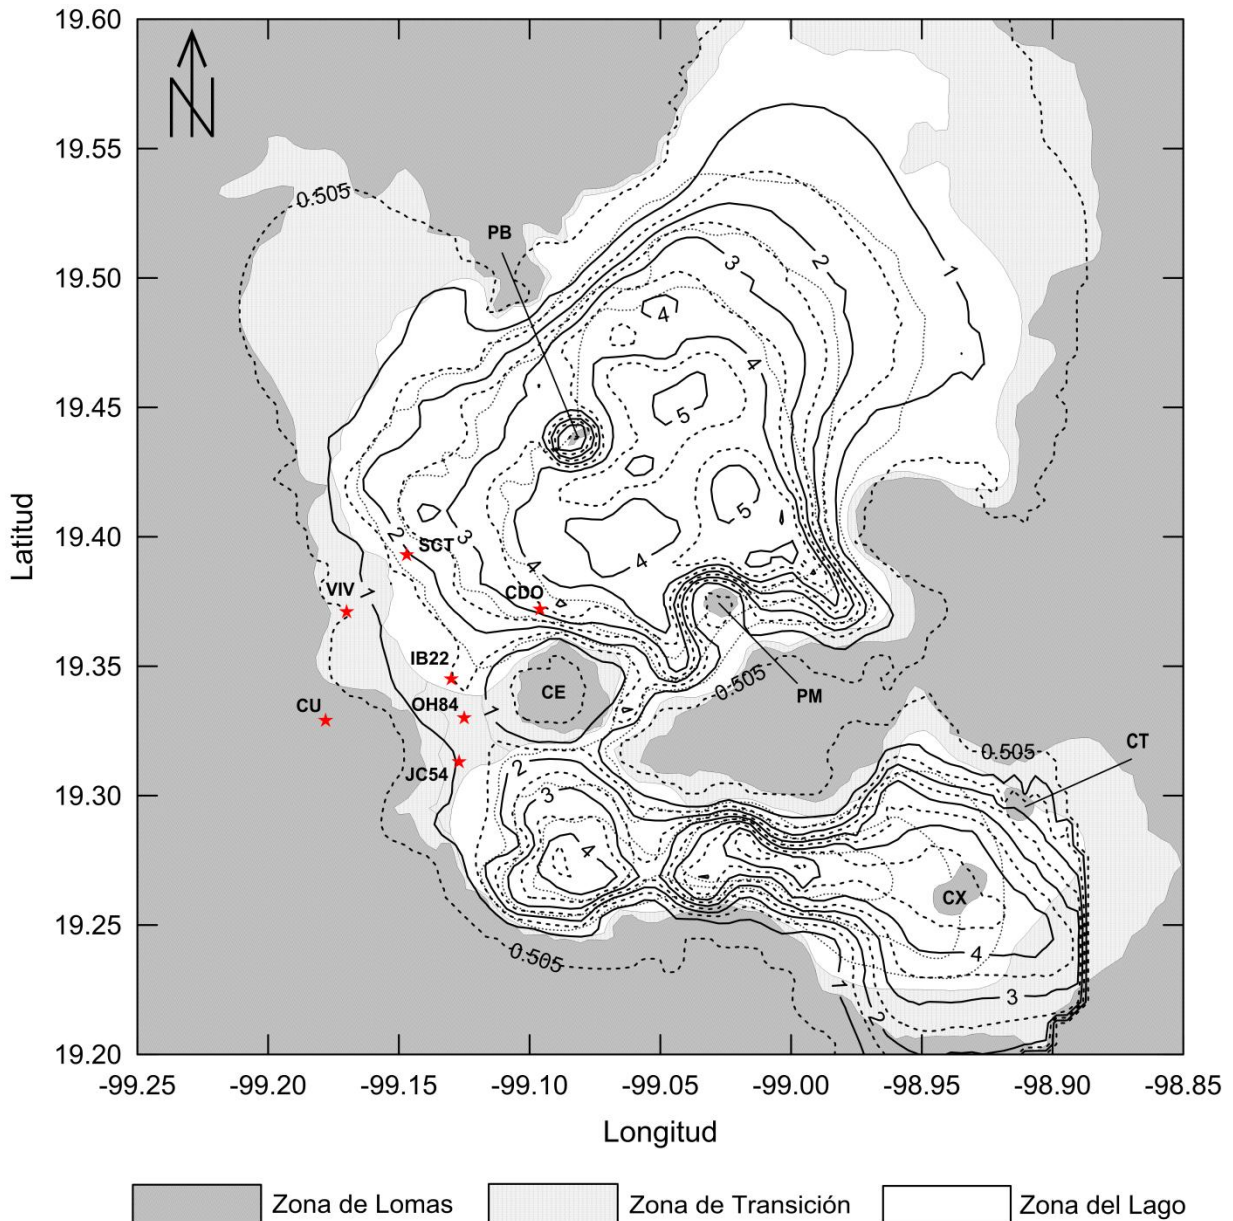 19.60
N
19.55
0.505
PB
19.50
3
2
1
4
4
19.45
5
5
19.40
2
SCT
3
4
4
VIV
1
CDO
19.35
IB22
CE
0.505
CU
OH84
1
PM
JC54
0.505
CT
2
19.30
3
4
CX
19.25
0.505
4
1
3
2
19.20
-99.25 -99.20 -99.15 -99.10 -99.05 -99.00 -98.95 -98.90 -98.85
Latitud
Longitud
Zona de Lomas Zona de Transición Zona del Lago